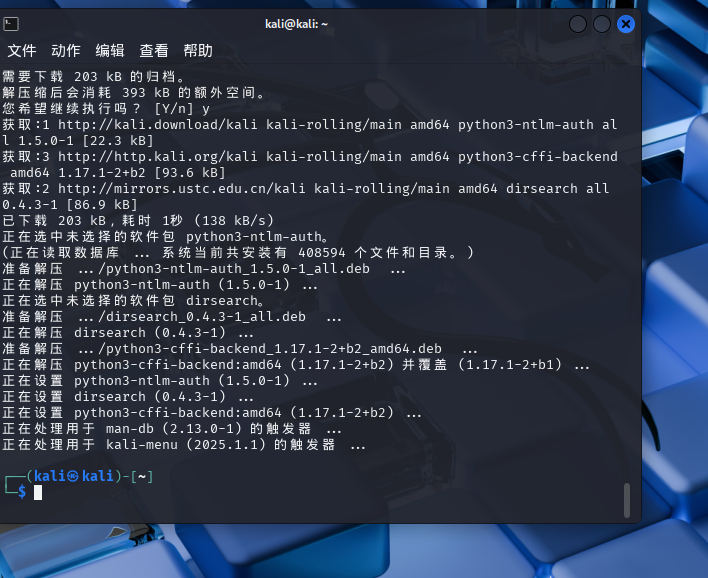 kali@kali: ~
文件 动作 编辑 查看 帮助
需要下载 203 kB 的归档。
解压缩后会消耗 393 kB 的额外空间。
您希望继续执行吗？ [Y/n] y
获取:1 http://kali.download/kali kali-rolling/main amd64 python3-ntlm-auth al
l 1.5.0-1 [22.3 kB]
获取:3 http://http.kali.org/kali kali-rolling/main amd64 python3-cffi-backend
 amd64 1.17.1-2+b2 [93.6 kB]
获取:2 http://mirrors.ustc.edu.cn/kali kali-rolling/main amd64 dirsearch all
0.4.3-1 [86.9 kB]
已下载 203 kB，耗时 1秒 (138 kB/s)
正在选中未选择的软件包 python3-ntlm-auth。
(正在读取数据库 ... 系统当前共安装有 408594 个文件和目录。)
准备解压 .../python3-ntlm-auth_1.5.0-1_all.deb  ...
正在解压 python3-ntlm-auth (1.5.0-1) ...
正在选中未选择的软件包 dirsearch。
准备解压 .../dirsearch_0.4.3-1_all.deb  ...
正在解压 dirsearch (0.4.3-1) ...
准备解压 .../python3-cffi-backend_1.17.1-2+b2_amd64.deb  ...
正在解压 python3-cffi-backend:amd64 (1.17.1-2+b2) 并覆盖 (1.17.1-2+b1) ...
正在设置 python3-ntlm-auth (1.5.0-1) ...
正在设置 dirsearch (0.4.3-1) ...
正在设置 python3-cffi-backend:amd64 (1.17.1-2+b2) ...
正在处理用于 man-db (2.13.0-1) 的触发器 ...
正在处理用于 kali-menu (2025.1.1) 的触发器 ...
┌──(kali㉿kali)-[~]
└─$